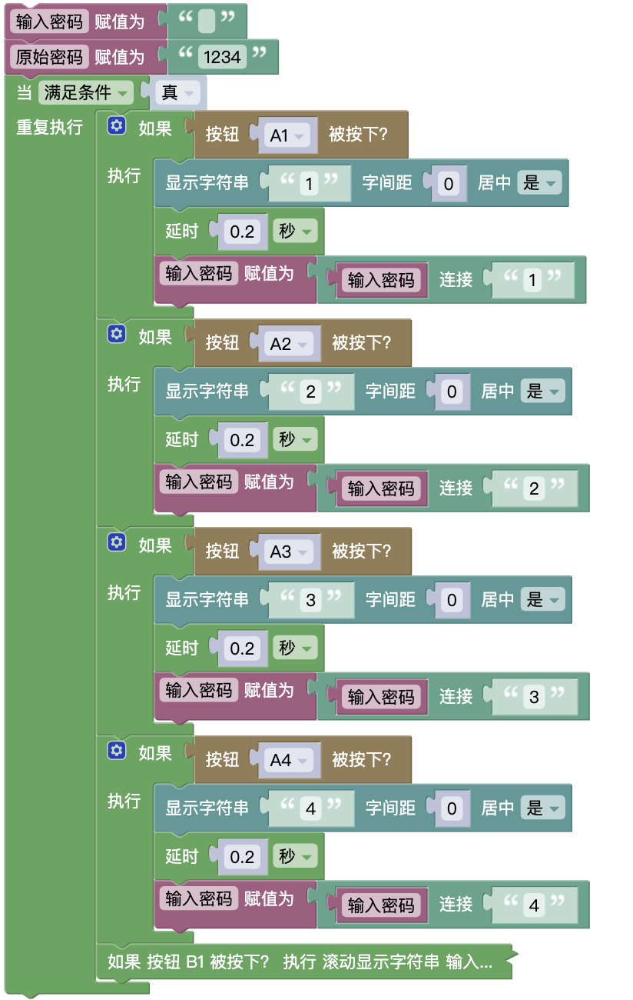 输入密码 赋值为 “ ”
原始密码 赋值为 “ 1234 ”
当 满足条件 真
重复执行 如果 按钮 A1 被按下?
执行 显示字符串 “ 1 ” 字间距 0 居中 是
延时 0.2 秒
输入密码 赋值为 输入密码 连接 “ 1 ”
如果 按钮 A2 被按下?
执行 显示字符串 “ 2 ” 字间距 0 居中 是
延时 0.2 秒
输入密码 赋值为 输入密码 连接 “ 2 ”
如果 按钮 A3 被按下?
执行 显示字符串 “ 3 ” 字间距 0 居中 是
延时 0.2 秒
输入密码 赋值为 输入密码 连接 “ 3 ”
如果 按钮 A4 被按下?
执行 显示字符串 “ 4 ” 字间距 0 居中 是
延时 0.2 秒
输入密码 赋值为 输入密码 连接 “ 4 ”
如果 按钮 B1 被按下? 执行 滚动显示字符串 输入...